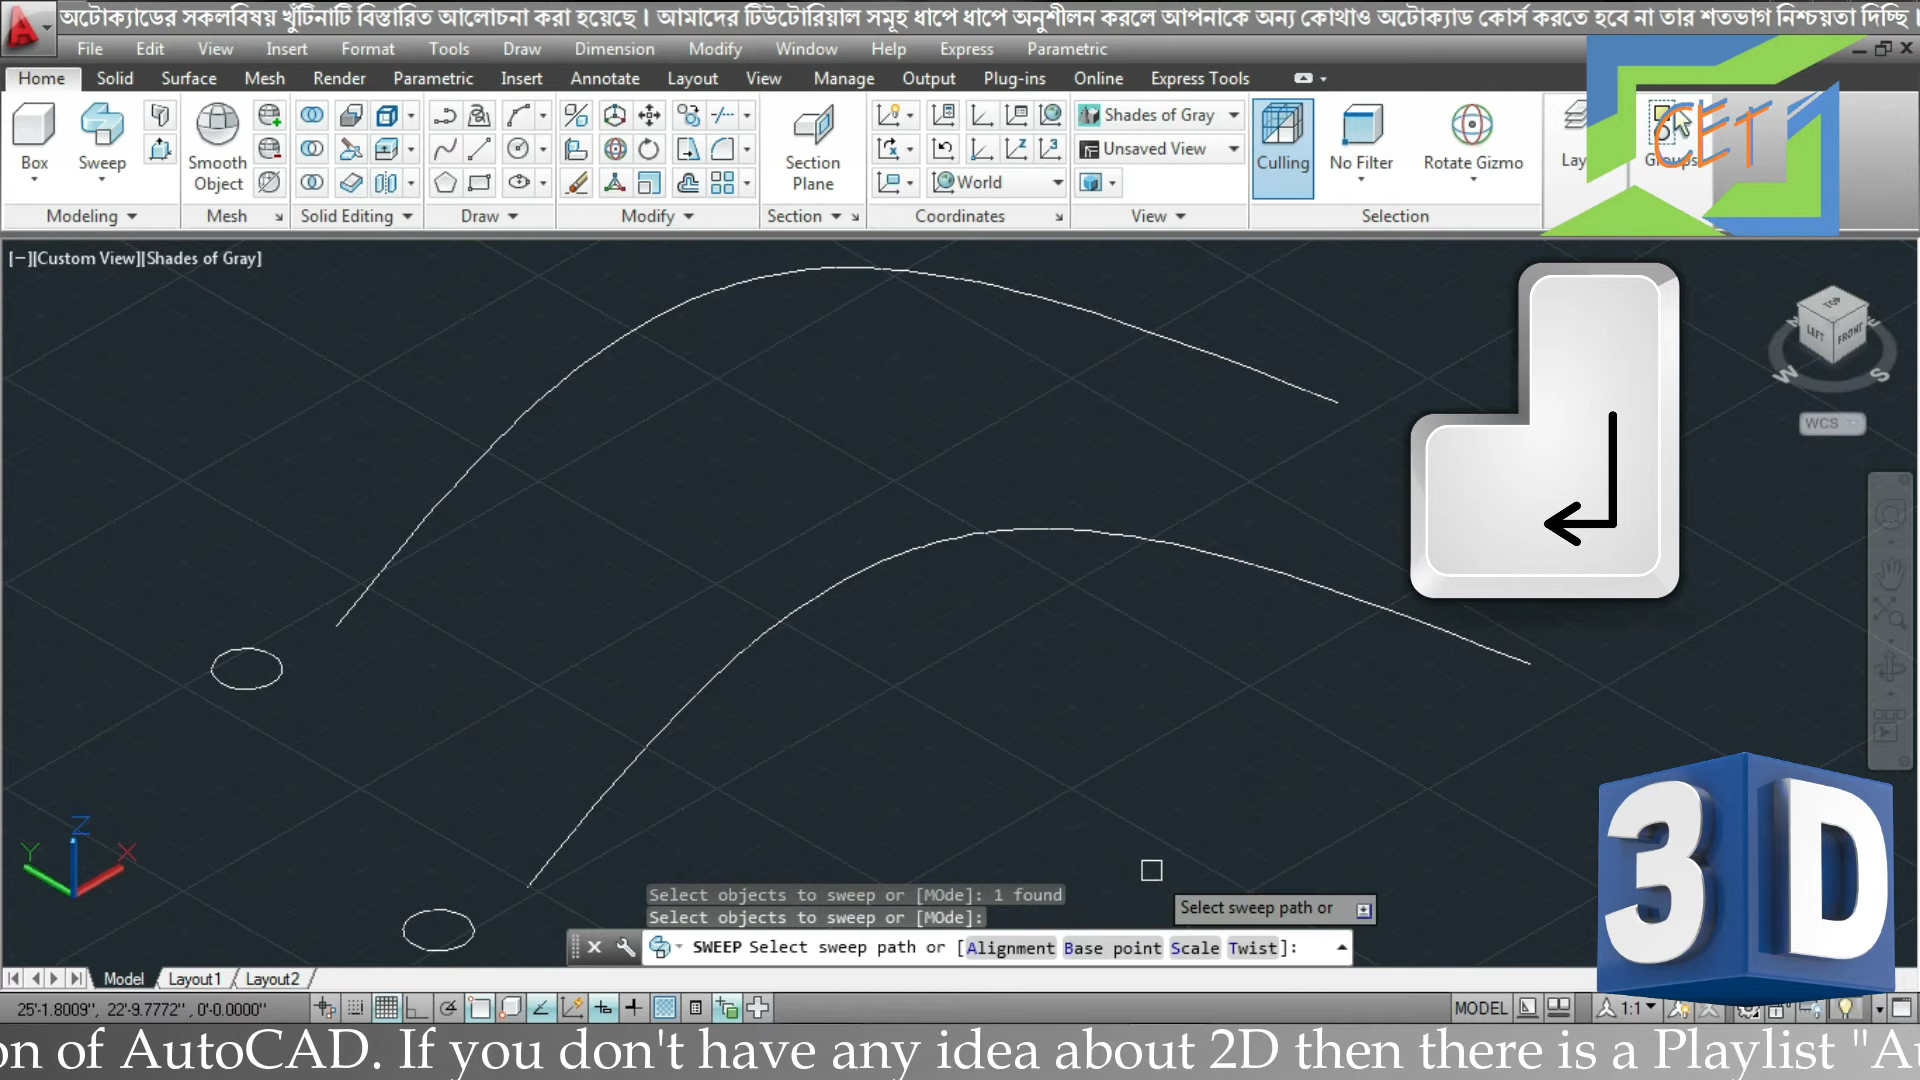 অটোক্যাডের সকলবিষয় খুঁটিনাটি বিস্তারিত আলোচনা করা হয়েছে। আমাদের টিউটোরিয়াল সমূহ ধাপে ধাপে অনুশীলন করলে আপনাকে অন্য কোথাও অটোক্যাড কোর্স করতে হবে না তার শতভাগ নিশ্চয়তা দিচ্ছি।
File Edit View Insert Format Tools Draw Dimension Modify Window Help Express Parametric
Home Solid Surface Mesh Render Parametric Insert Annotate Layout View Manage Output Plug-ins Online Express Tools
Shades of Gray
Unsaved View
World
Box Sweep Smooth Object Section Plane Culling No Filter Rotate Gizmo Groups
CET
Modeling Mesh Solid Editing Draw Modify Section Coordinates View Selection
[−][Custom View][Shades of Gray]
TOP
LEFT FRONT
N E W S
WCS
Z
Y X
3D
Select objects to sweep or [MOde]: 1 found
Select objects to sweep or [MOde]:
Select sweep path or
SWEEP Select sweep path or [Alignment Base point Scale Twist]:
Model Layout1 Layout2
25'-1.8009", 22'-9.7772" , 0'-0.0000"
MODEL 1:1
on of AutoCAD. If you don't have any idea about 2D then there is a Playlist "Au